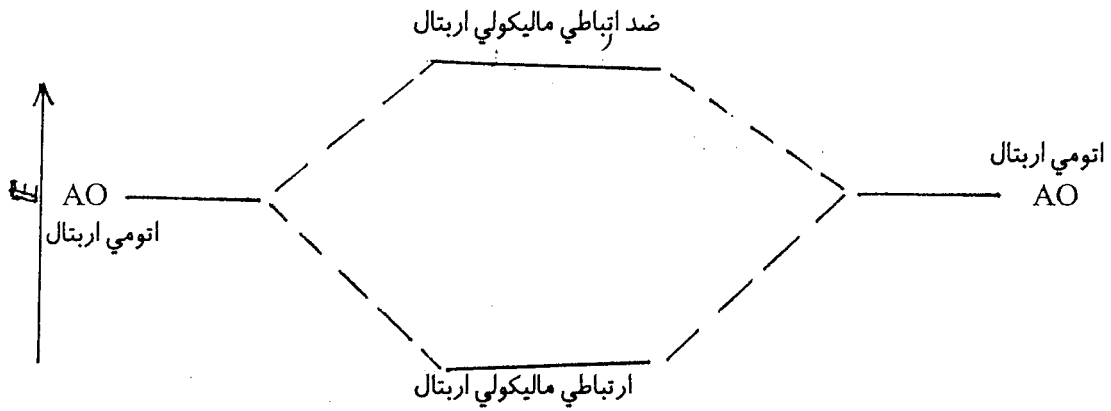 ضد اتباطي ماليكولي اربتال
ر
اتومي اربتال
E AO
AO
اتومي اربتال
ارتباطي ماليكولي اربتال